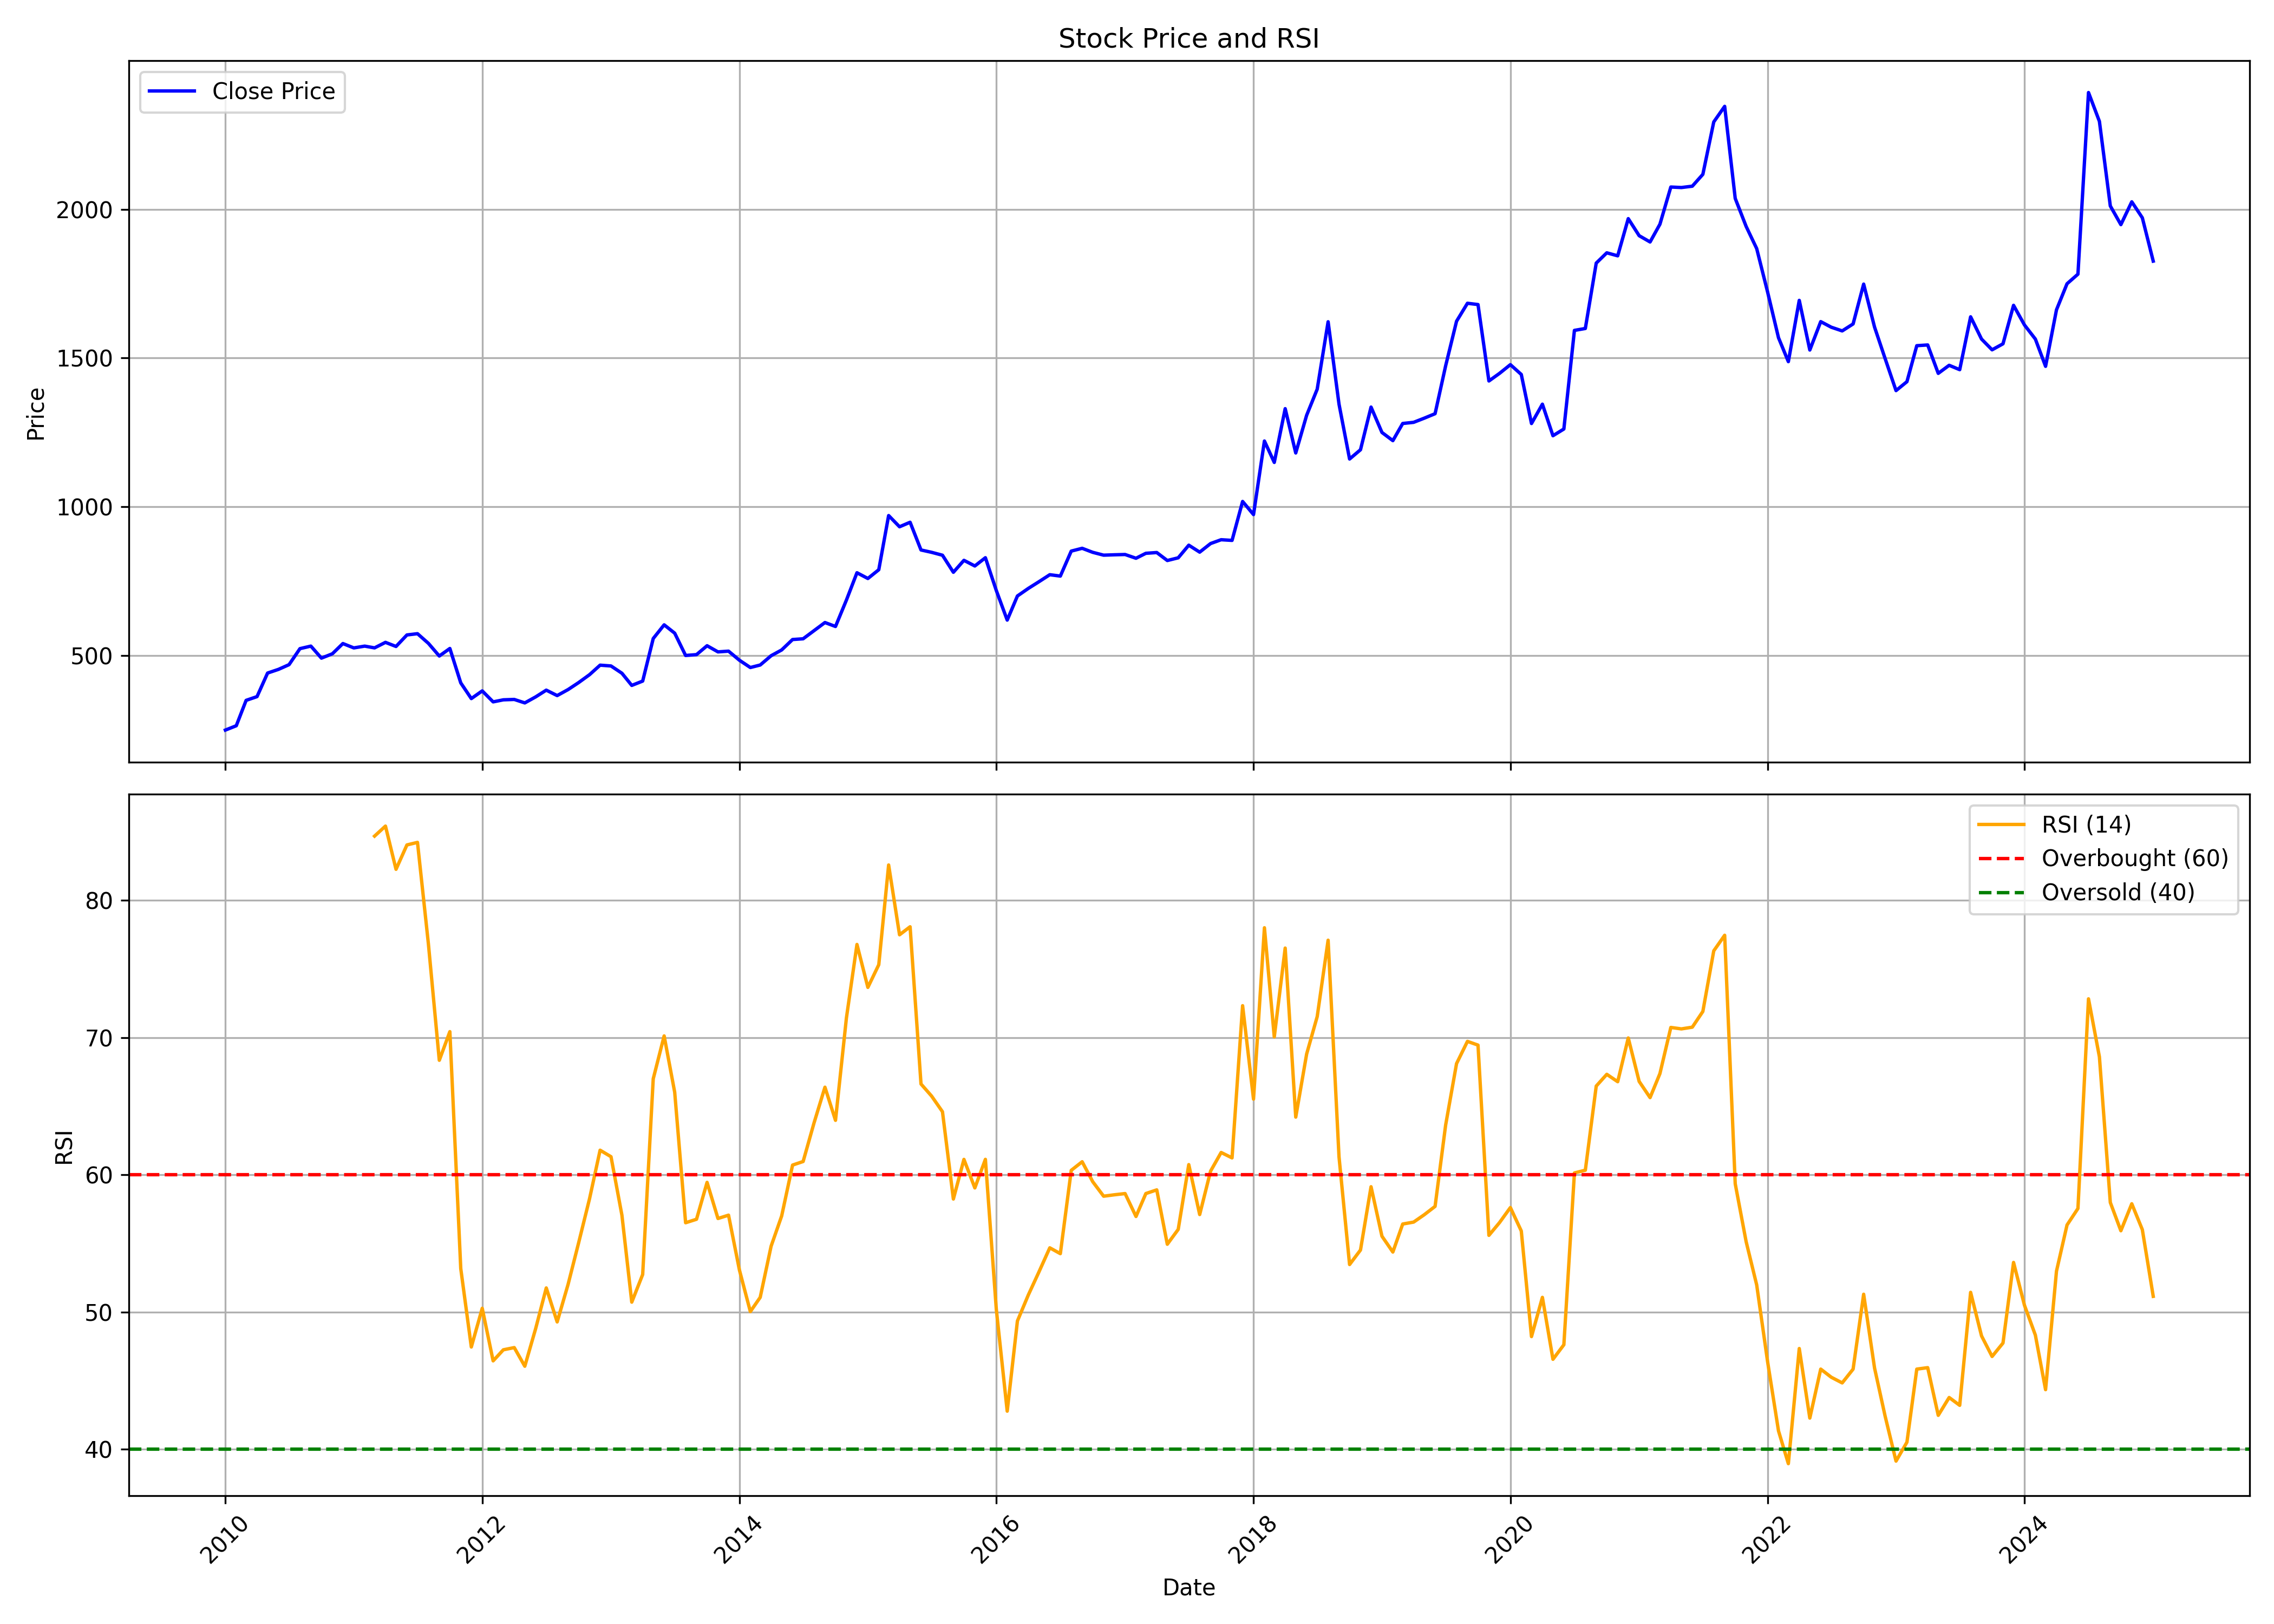 Stock Price and RSI
Close Price
Price
2000
1500
1000
500
RSI (14)
Overbought (60)
Oversold (40)
RSI
80
70
60
50
40
2010
2012
2014
2016
2018
2020
2022
2024
Date